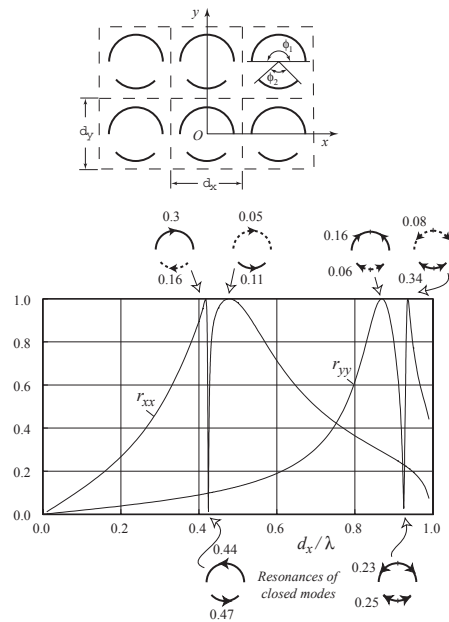 y
ϕ1
ϕ2
dy
O
x
dx
0.3
0.05
0.16
0.08
0.16
0.11
0.06
0.34
1.0
0.8
0.6
0.4
0.2
0
rxx
ryy
0.0 0.2 0.4 0.6 0.8 1.0
dx/λ
0.44
0.47
Resonances of
closed modes
0.23
0.25